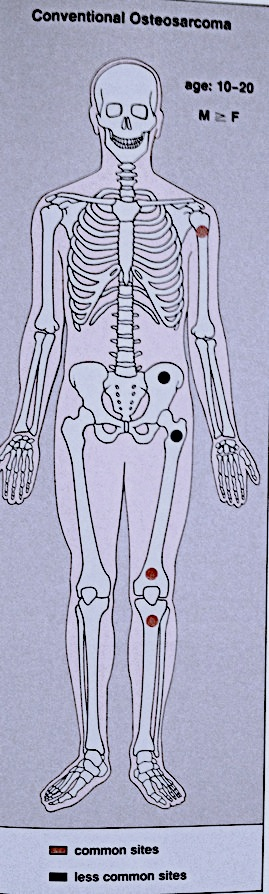 Conventional Osteosarcoma
age: 10-20
M ≥ F
common sites
less common sites